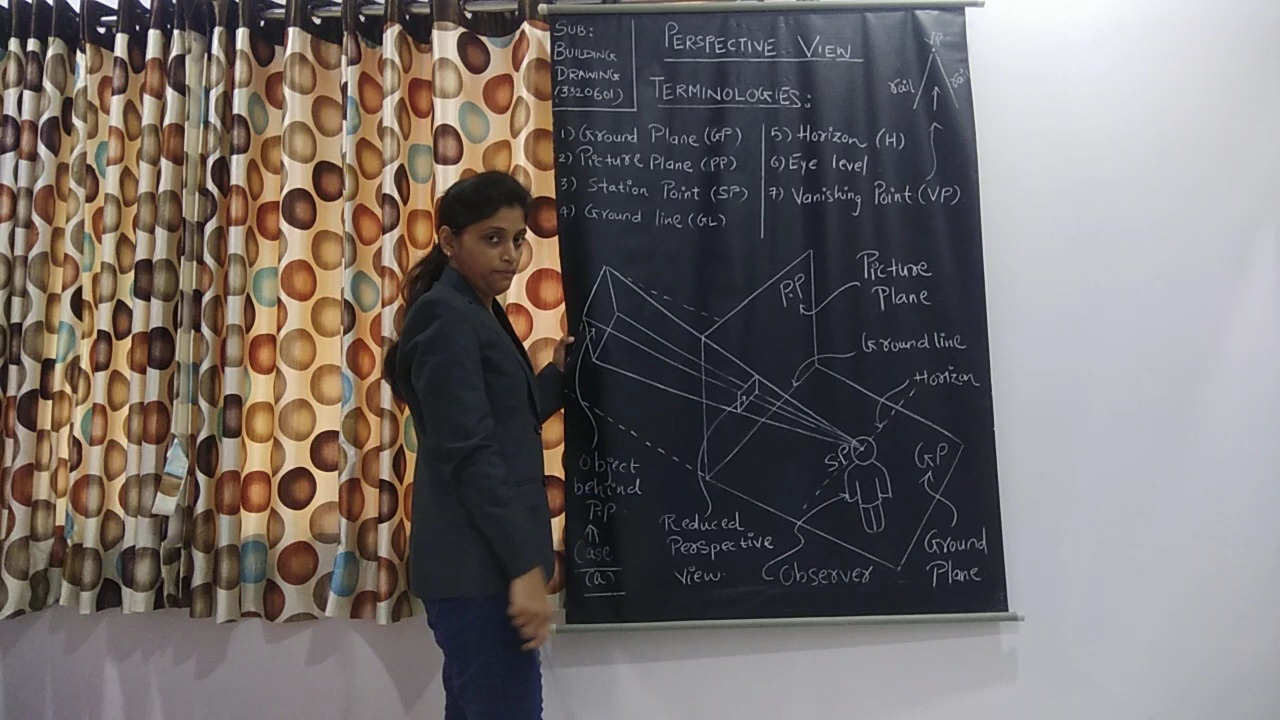 SUB:
BUILDING
DRAWING
(3320601)
PERSPECTIVE VIEW
TERMINOLOGIES:
VP
rail
rail
1) Ground Plane (GP)
2) Picture Plane (PP)
3) Station Point (SP)
4) Ground line (GL)
5) Horizon (H)
6) Eye level
7) Vanishing Point (VP)
P.P
Picture
Plane
Ground line
Horizon
SP
GP
Object
behind
P.P
Case
(a)
Reduced
Perspective
View.
Observer
Ground
Plane